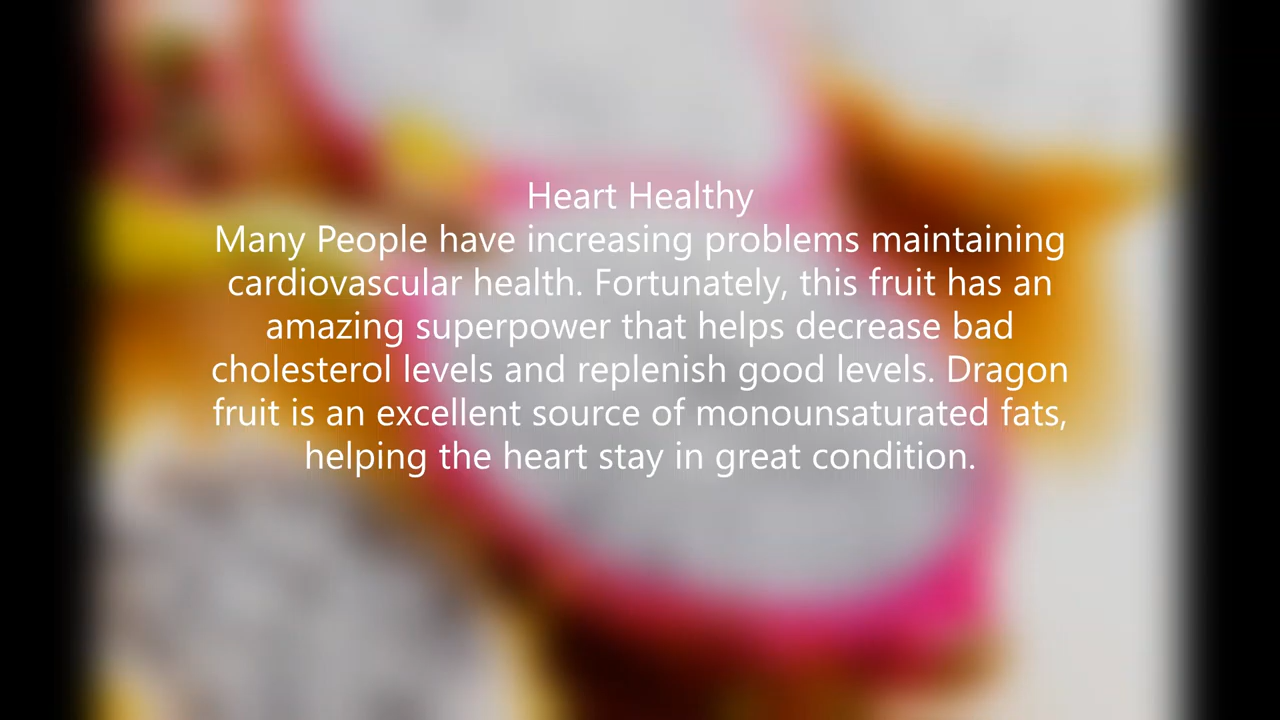 Heart Healthy
Many People have increasing problems maintaining
cardiovascular health. Fortunately, this fruit has an
amazing superpower that helps decrease bad
cholesterol levels and replenish good levels. Dragon
fruit is an excellent source of monounsaturated fats,
helping the heart stay in great condition.